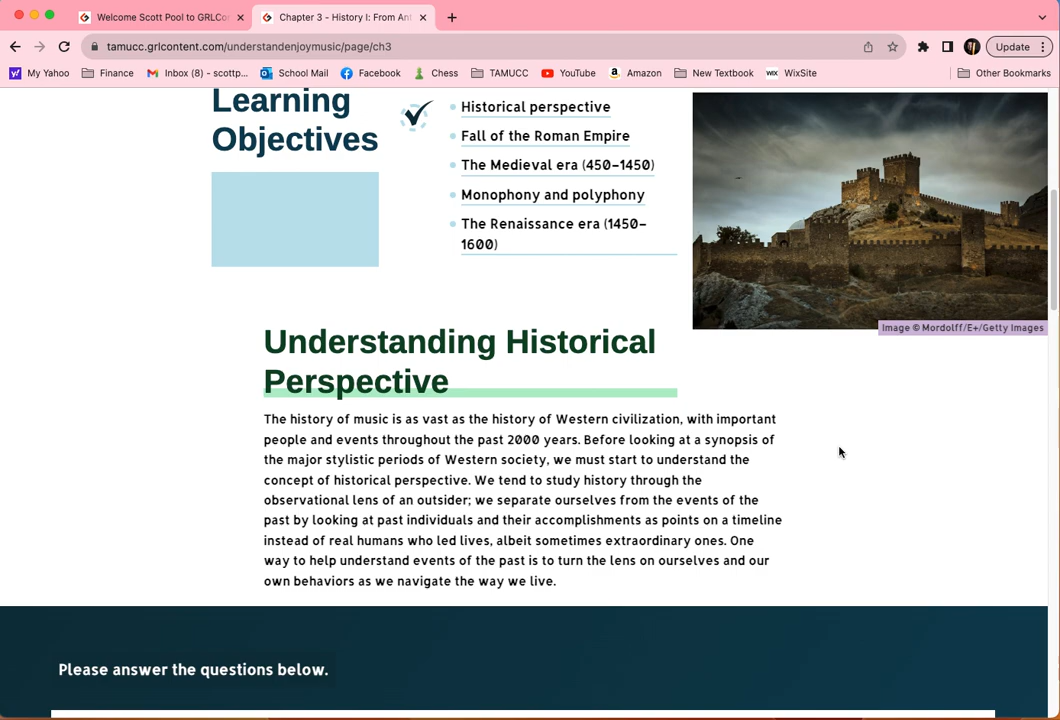 Welcome Scott Pool to GRLCo
Chapter 3 - History I: From Ant
tamucc.grlcontent.com/understandenjoymusic/page/ch3
Update
My Yahoo
Finance
Inbox (8) - scottp...
School Mail
Facebook
Chess
TAMUCC
YouTube
Amazon
New Textbook
WiX
WixSite
Other Bookmarks
Learning
Objectives
Historical perspective
Fall of the Roman Empire
The Medieval era (450–1450)
Monophony and polyphony
The Renaissance era (1450–
1600)
Image © Mordolff/E+/Getty Images
Understanding Historical
Perspective
The history of music is as vast as the history of Western civilization, with important
people and events throughout the past 2000 years. Before looking at a synopsis of
the major stylistic periods of Western society, we must start to understand the
concept of historical perspective. We tend to study history through the
observational lens of an outsider; we separate ourselves from the events of the
past by looking at past individuals and their accomplishments as points on a timeline
instead of real humans who led lives, albeit sometimes extraordinary ones. One
way to help understand events of the past is to turn the lens on ourselves and our
own behaviors as we navigate the way we live.
Please answer the questions below.